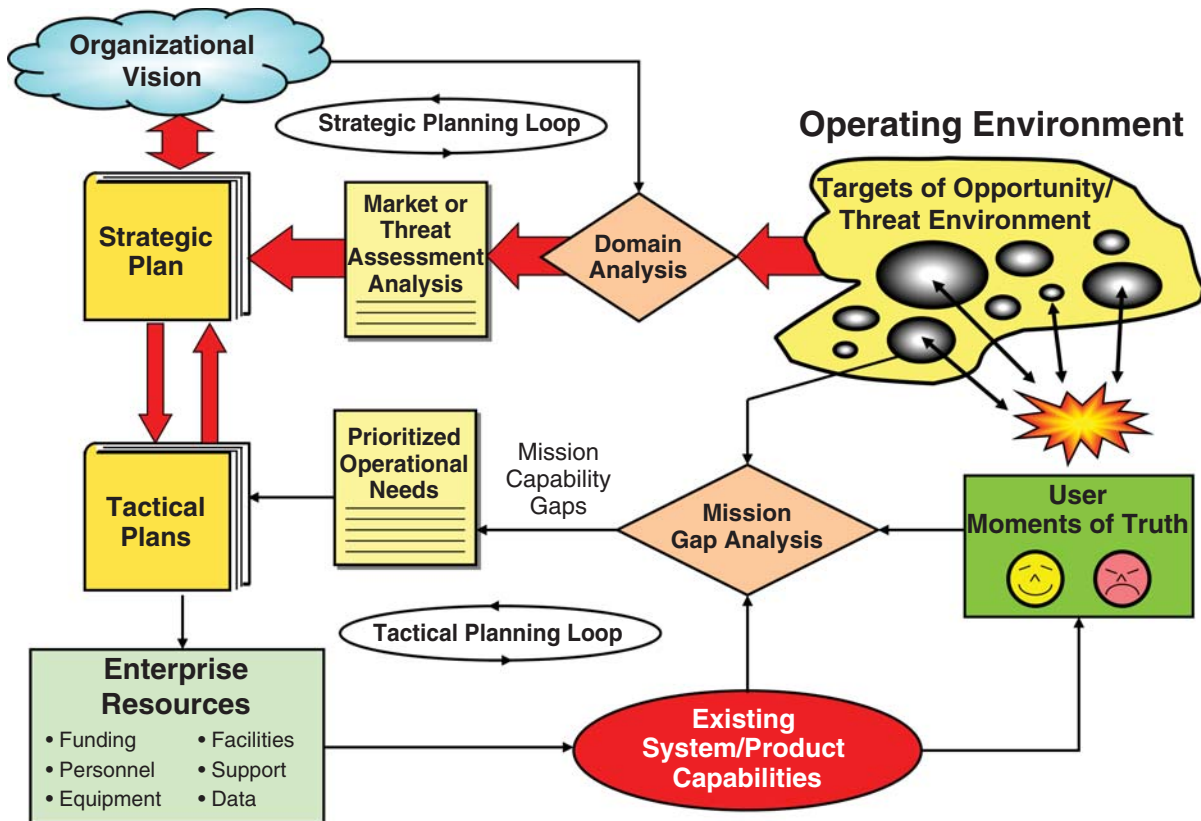 Organizational
Vision
Strategic Planning Loop
Operating Environment
Targets of Opportunity/
Threat Environment
Strategic
Plan
Market or
Threat
Assessment
Analysis
Domain
Analysis
Tactical
Plans
Prioritized
Operational
Needs
Mission
Capability
Gaps
Mission
Gap Analysis
User
Moments of Truth
Tactical Planning Loop
Enterprise
Resources
• Funding
• Personnel
• Equipment
• Facilities
• Support
• Data
Existing
System/Product
Capabilities